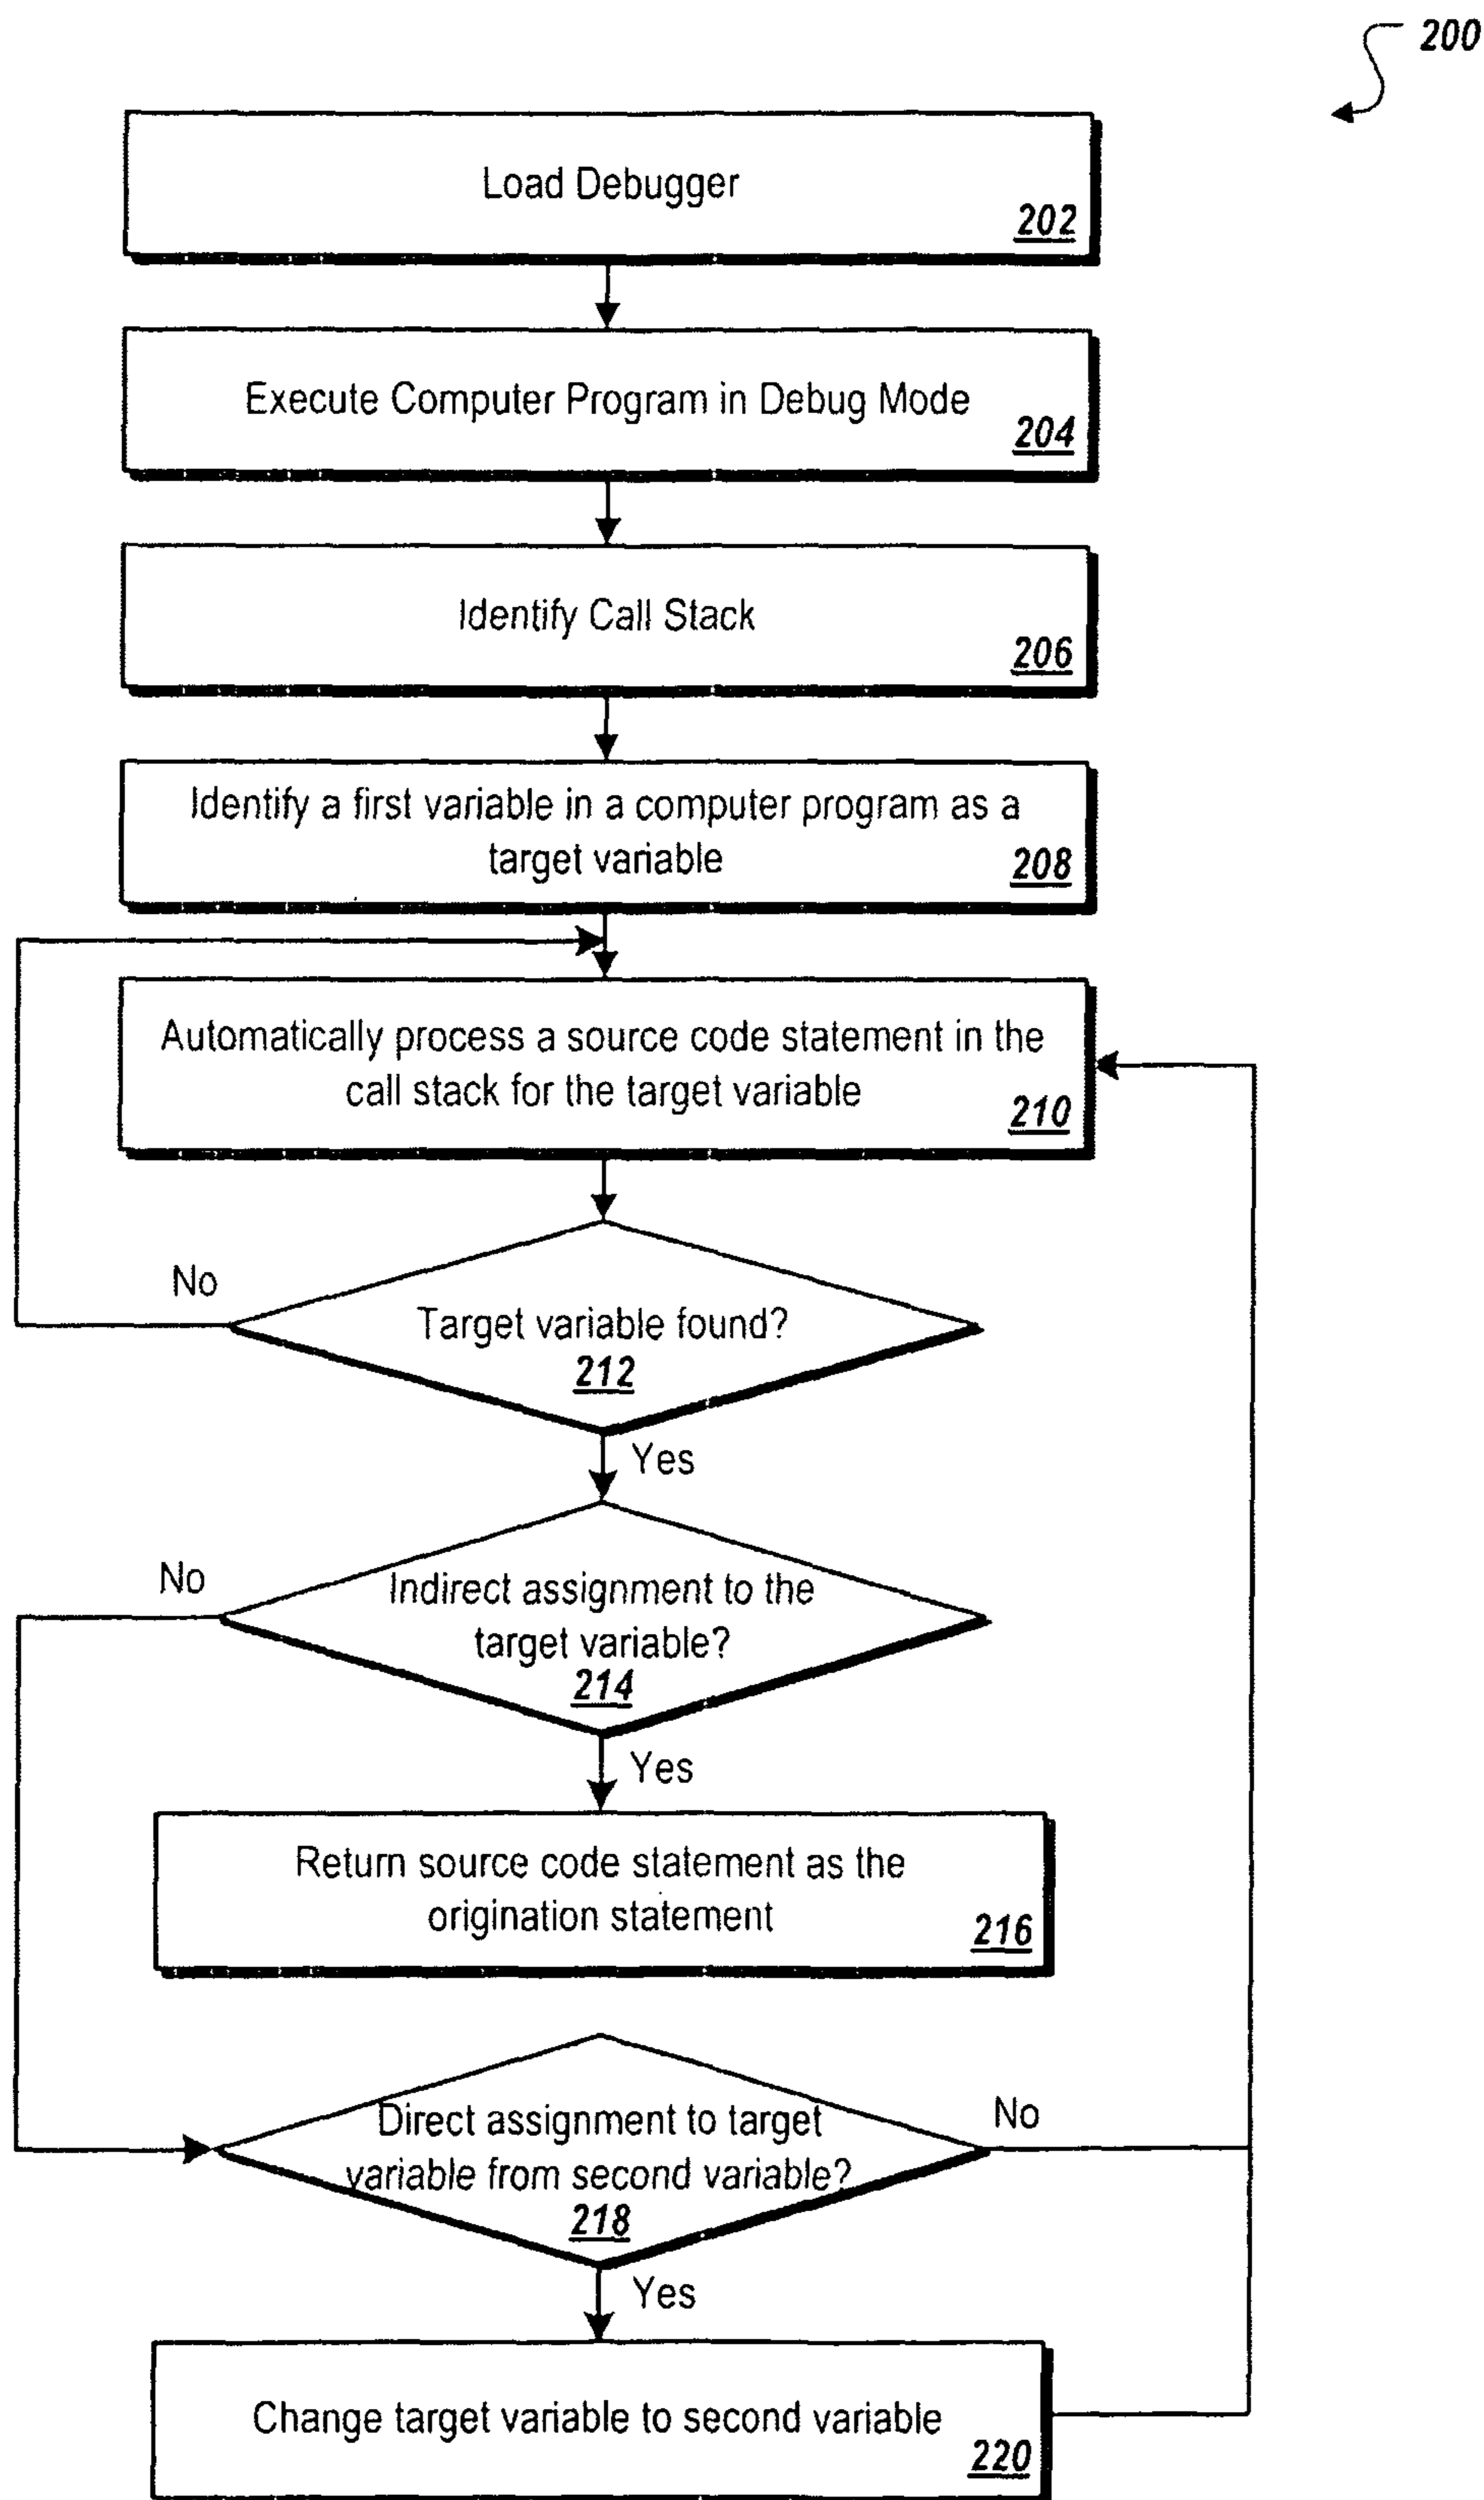 200
Load Debugger
202
Execute Computer Program in Debug Mode
204
Identify Call Stack
206
Identify a first variable in a computer program as a
target variable
208
Automatically process a source code statement in the
call stack for the target variable
210
No
Target variable found?
212
Yes
No
Indirect assignment to the
target variable?
214
Yes
Return source code statement as the
origination statement
216
Direct assignment to target
variable from second variable?
218
No
Yes
Change target variable to second variable
220